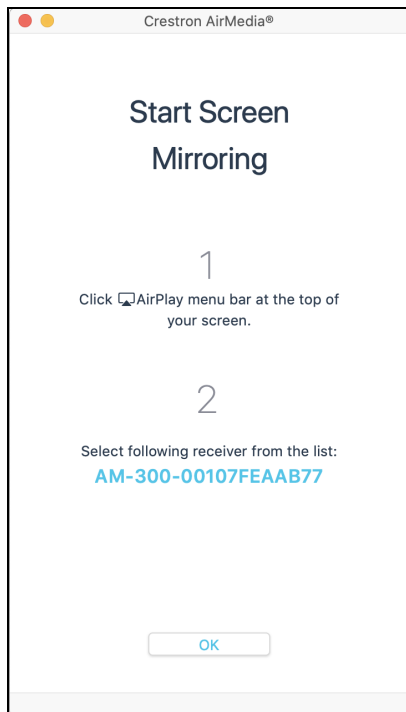 Crestron AirMedia®
Start Screen
Mirroring
1
Click AirPlay menu bar at the top of
your screen.
2
Select following receiver from the list:
AM-300-00107FEAAB77
OK